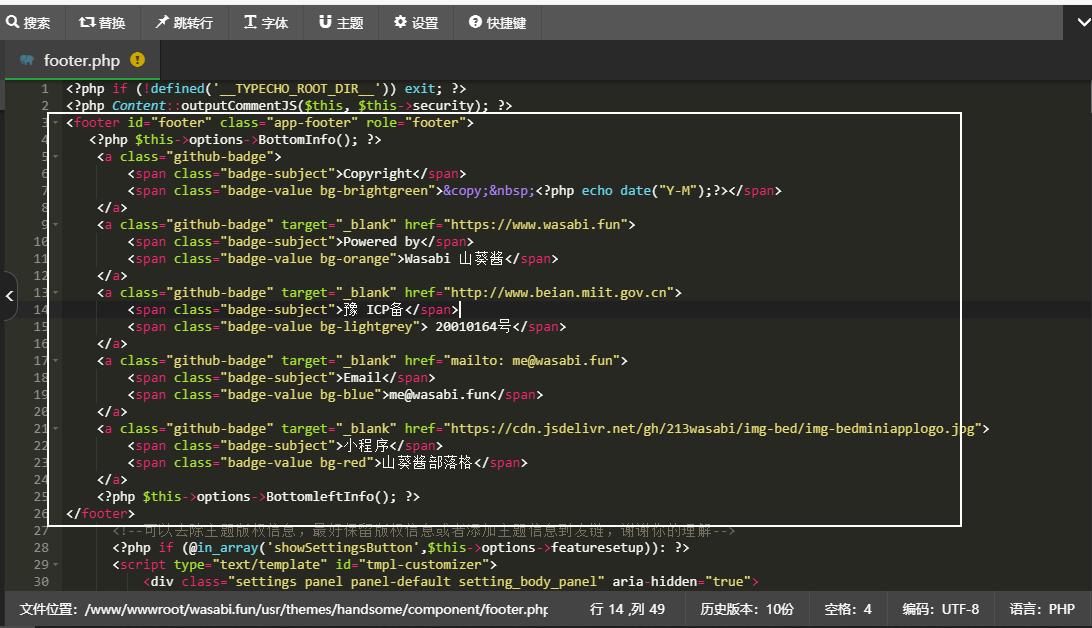 搜索 替换 跳转行 字体 主题 设置 快捷键
footer.php
1 <?php if (!defined('__TYPECHO_ROOT_DIR__')) exit; ?>
2 <?php Content::outputCommentJS($this, $this->security); ?>
3 <footer id="footer" class="app-footer" role="footer">
4 <?php $this->options->BottomInfo(); ?>
5 <a class="github-badge">
6 <span class="badge-subject">Copyright</span>
7 <span class="badge-value bg-brightgreen">&copy;&nbsp;<?php echo date("Y-M");?></span>
8 </a>
9 <a class="github-badge" target="_blank" href="https://www.wasabi.fun">
10 <span class="badge-subject">Powered by</span>
11 <span class="badge-value bg-orange">Wasabi 山葵酱</span>
12 </a>
13 <a class="github-badge" target="_blank" href="http://www.beian.miit.gov.cn">
14 <span class="badge-subject">豫 ICP备</span>
15 <span class="badge-value bg-lightgrey"> 20010164号</span>
16 </a>
17 <a class="github-badge" target="_blank" href="mailto: me@wasabi.fun">
18 <span class="badge-subject">Email</span>
19 <span class="badge-value bg-blue">me@wasabi.fun</span>
20 </a>
21 <a class="github-badge" target="_blank" href="https://cdn.jsdelivr.net/gh/213wasabi/img-bed/img-bedminiapplogo.jpg">
22 <span class="badge-subject">小程序</span>
23 <span class="badge-value bg-red">山葵酱部落格</span>
24 </a>
25 <?php $this->options->BottomleftInfo(); ?>
26 </footer>
27 <!--可以去除主题版权信息，最好保留版权信息或者添加主题信息到友链，谢谢你的理解-->
28 <?php if (@in_array('showSettingsButton',$this->options->featuresetup)): ?>
29 <script type="text/template" id="tmpl-customizer">
30 <div class="settings panel panel-default setting_body_panel" aria-hidden="true">
文件位置：/www/wwwroot/wasabi.fun/usr/themes/handsome/component/footer.php 行 14 ,列 49 历史版本：10份 空格：4 编码：UTF-8 语言：PHP